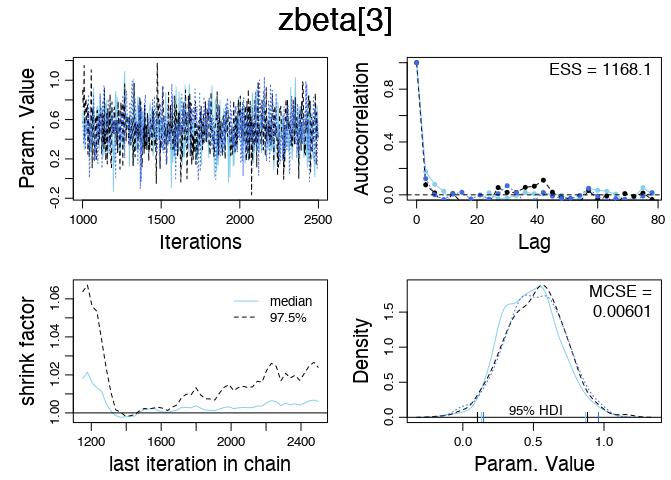 zbeta[3]
Param. Value
-0.2
0.2
0.6
1.0
1000
1500
2000
2500
Iterations
Autocorrelation
0.0
0.4
0.8
ESS = 1168.1
0
20
40
60
80
Lag
shrink factor
1.00
1.02
1.04
1.06
median
97.5%
1200
1600
2000
2400
last iteration in chain
Density
0.0
0.5
1.0
1.5
MCSE =
0.00601
95% HDI
0.0
0.5
1.0
Param. Value